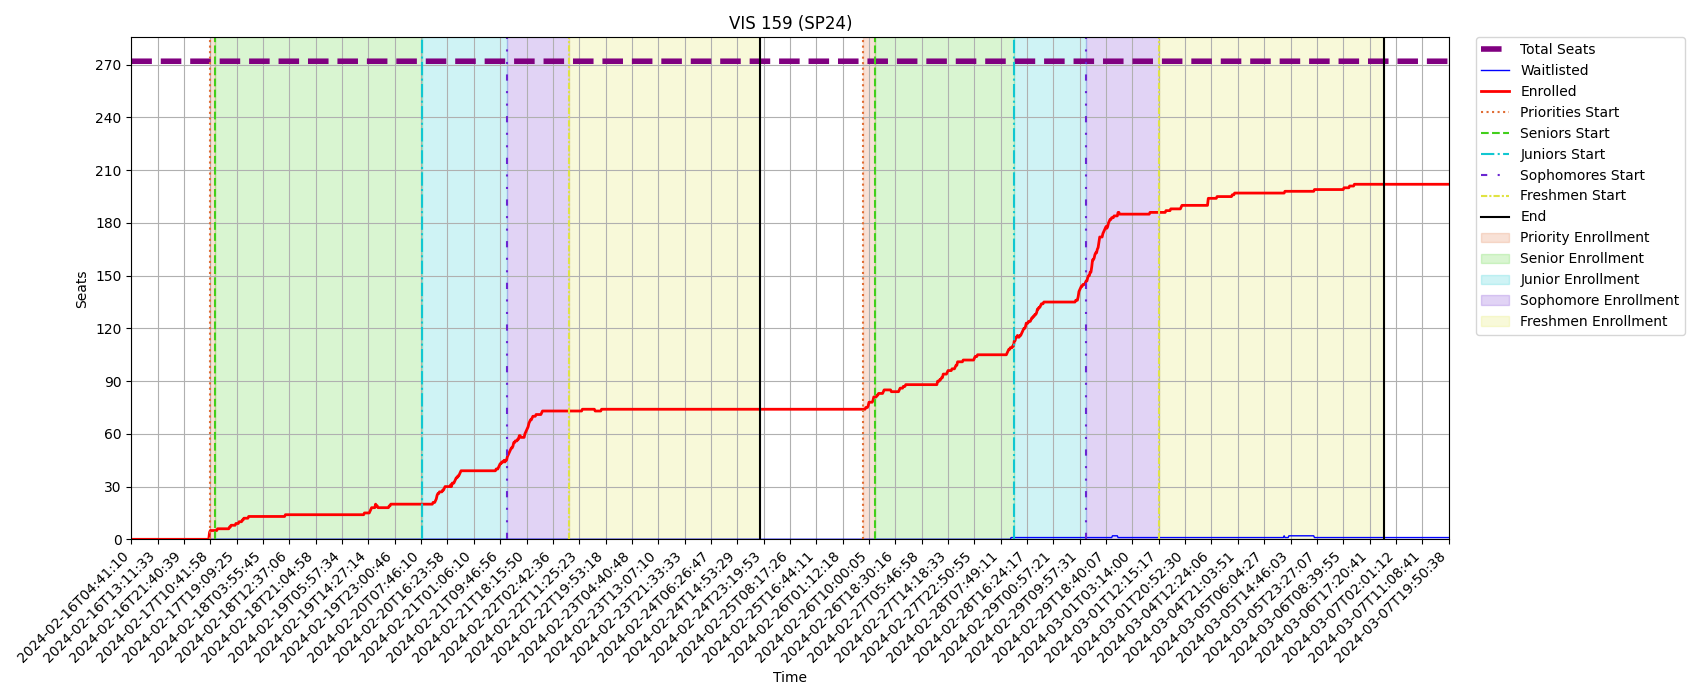 VIS 159 (SP24)
270
240
210
180
150
120
90
60
30
0
Seats
2024-02-16T04:41:10
2024-02-16T13:11:33
2024-02-16T21:40:39
2024-02-17T10:41:58
2024-02-17T19:09:25
2024-02-18T03:55:45
2024-02-18T12:37:06
2024-02-18T21:04:58
2024-02-19T05:57:34
2024-02-19T14:27:14
2024-02-19T23:00:46
2024-02-20T07:46:10
2024-02-20T16:23:58
2024-02-21T01:06:10
2024-02-21T09:46:56
2024-02-21T18:15:50
2024-02-22T02:42:36
2024-02-22T11:25:23
2024-02-22T19:53:18
2024-02-23T04:40:48
2024-02-23T13:07:10
2024-02-23T21:33:33
2024-02-24T06:26:47
2024-02-24T14:53:29
2024-02-24T23:19:53
2024-02-25T08:17:26
2024-02-25T16:44:11
2024-02-26T01:12:18
2024-02-26T10:00:05
2024-02-26T18:30:16
2024-02-27T05:46:58
2024-02-27T14:18:33
2024-02-27T22:50:55
2024-02-28T07:49:11
2024-02-28T16:24:17
2024-02-29T00:57:21
2024-02-29T09:57:31
2024-02-29T18:40:07
2024-03-01T03:14:00
2024-03-01T12:15:17
2024-03-01T20:52:30
2024-03-04T12:24:06
2024-03-04T21:03:51
2024-03-05T06:04:27
2024-03-05T14:46:03
2024-03-05T23:27:07
2024-03-06T08:39:55
2024-03-06T17:20:41
2024-03-07T02:01:12
2024-03-07T11:08:41
2024-03-07T19:50:38
Time
Total Seats
Waitlisted
Enrolled
Priorities Start
Seniors Start
Juniors Start
Sophomores Start
Freshmen Start
End
Priority Enrollment
Senior Enrollment
Junior Enrollment
Sophomore Enrollment
Freshmen Enrollment